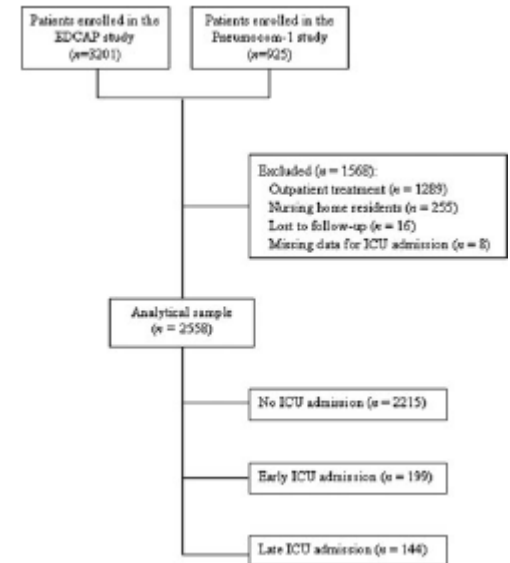 Patients enrolled in the
EDCAP study
(n=3201)
Patients enrolled in the
Pneumocom-1 study
(n=925)
Excluded (n = 1568):
Outpatient treatment (n = 1289)
Nursing home residents (n = 255)
Lost to follow-up (n = 16)
Missing data for ICU admission (n = 8)
Analytical sample
(n = 2558)
No ICU admission (n = 2215)
Early ICU admission (n = 199)
Late ICU admission (n = 144)